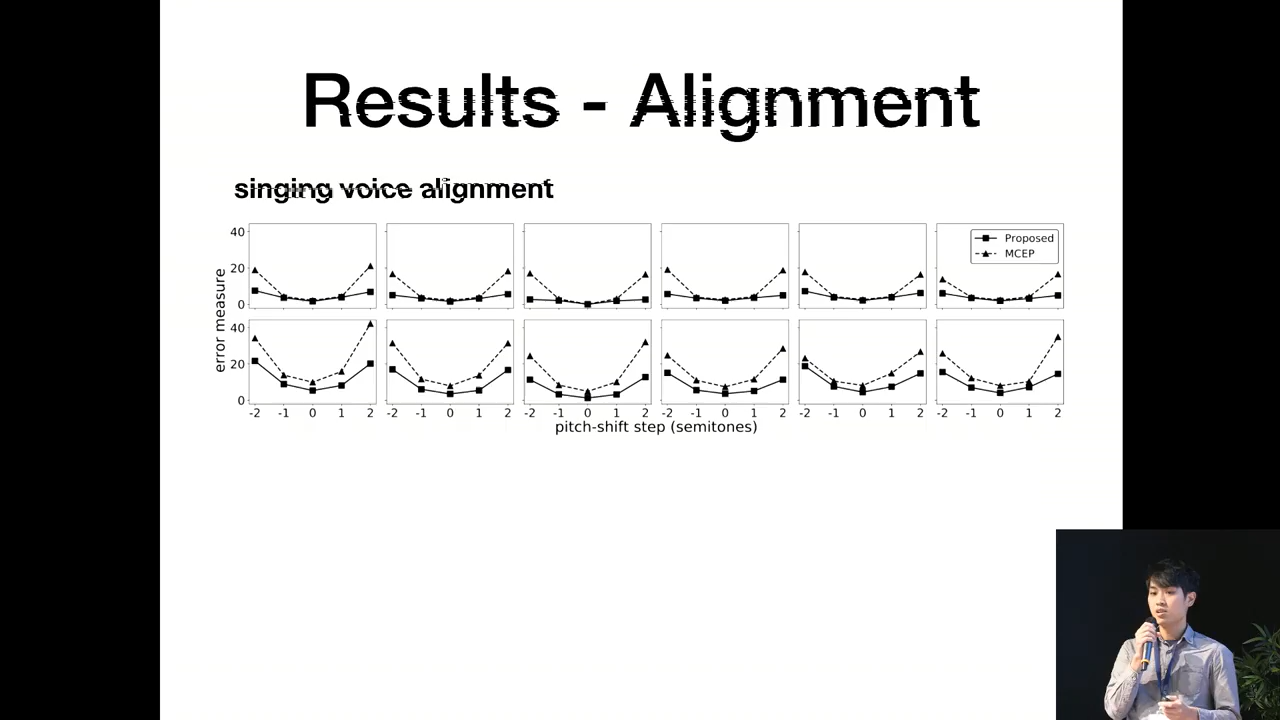 Results - Alignment
singing voice alignment
40
20
0
Proposed
MCEP
error measure
40
20
0
-2 -1 0 1 2 -2 -1 0 1 2 -2 -1 0 1 2 -2 -1 0 1 2 -2 -1 0 1 2 -2 -1 0 1 2
pitch-shift step (semitones)